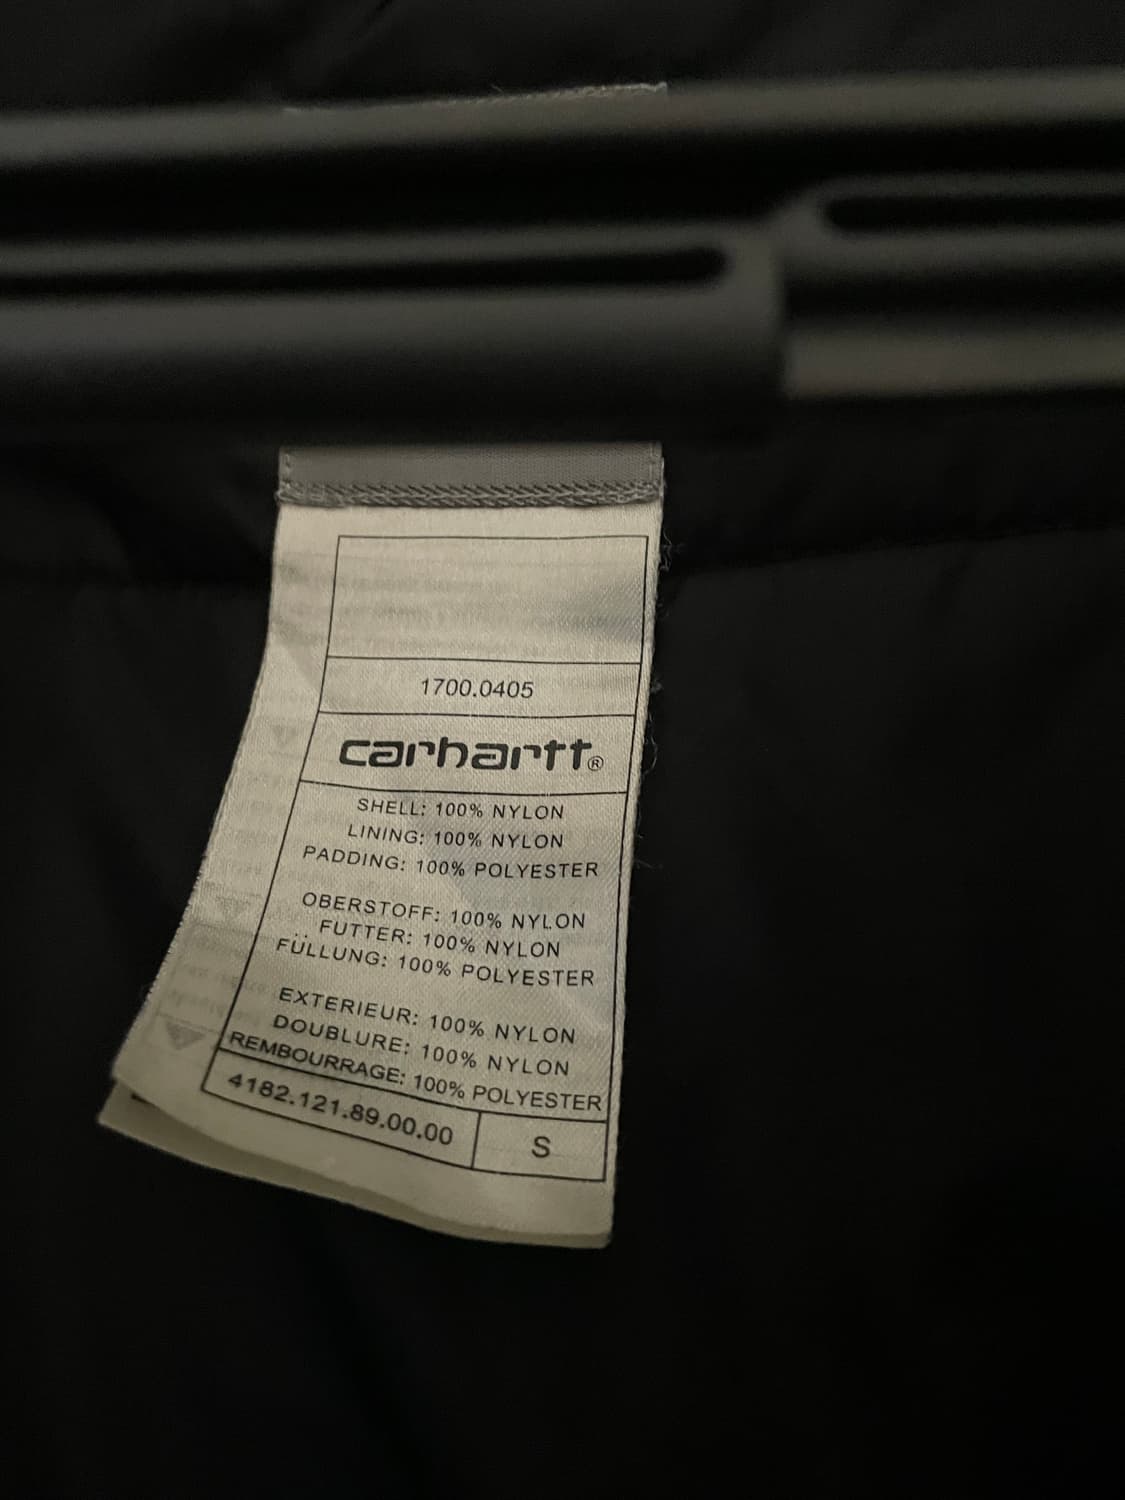 1700.0405
carhartt®
SHELL: 100% NYLON
LINING: 100% NYLON
PADDING: 100% POLYESTER
OBERSTOFF: 100% NYLON
FUTTER: 100% NYLON
FÜLLUNG: 100% POLYESTER
EXTERIEUR: 100% NYLON
DOUBLURE: 100% NYLON
REMBOURRAGE: 100% POLYESTER
4182.121.89.00.00
S